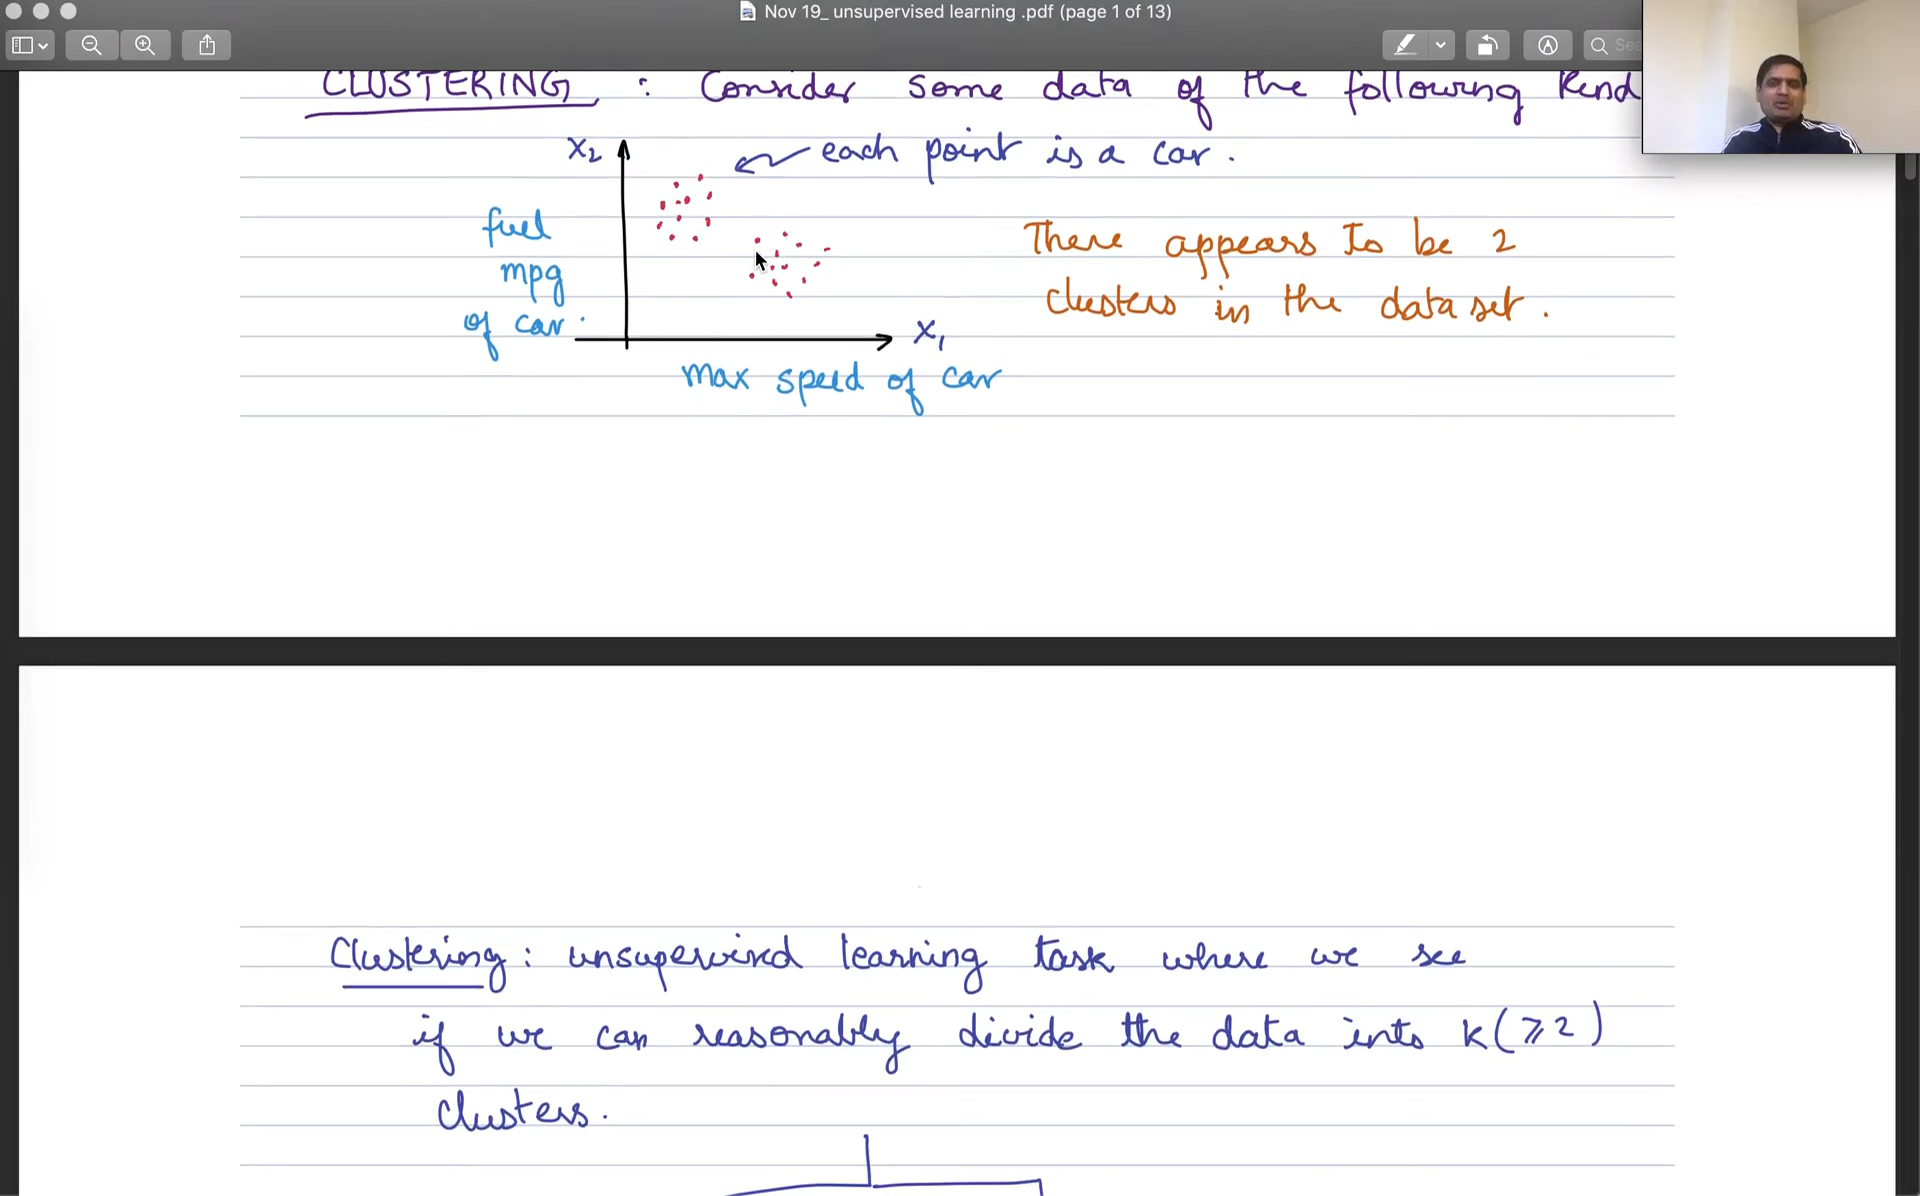 Nov 19_ unsupervised learning .pdf (page 1 of 13)
CLUSTERING : Consider some data of the following kind
X₂
each point is a car.
fuel
mpg
of car.
There appears to be 2
clusters in the data set.
X₁
max speed of car
Clustering: unsupervised learning task where we see
if we can reasonably divide the data into K(⩾2)
clusters.